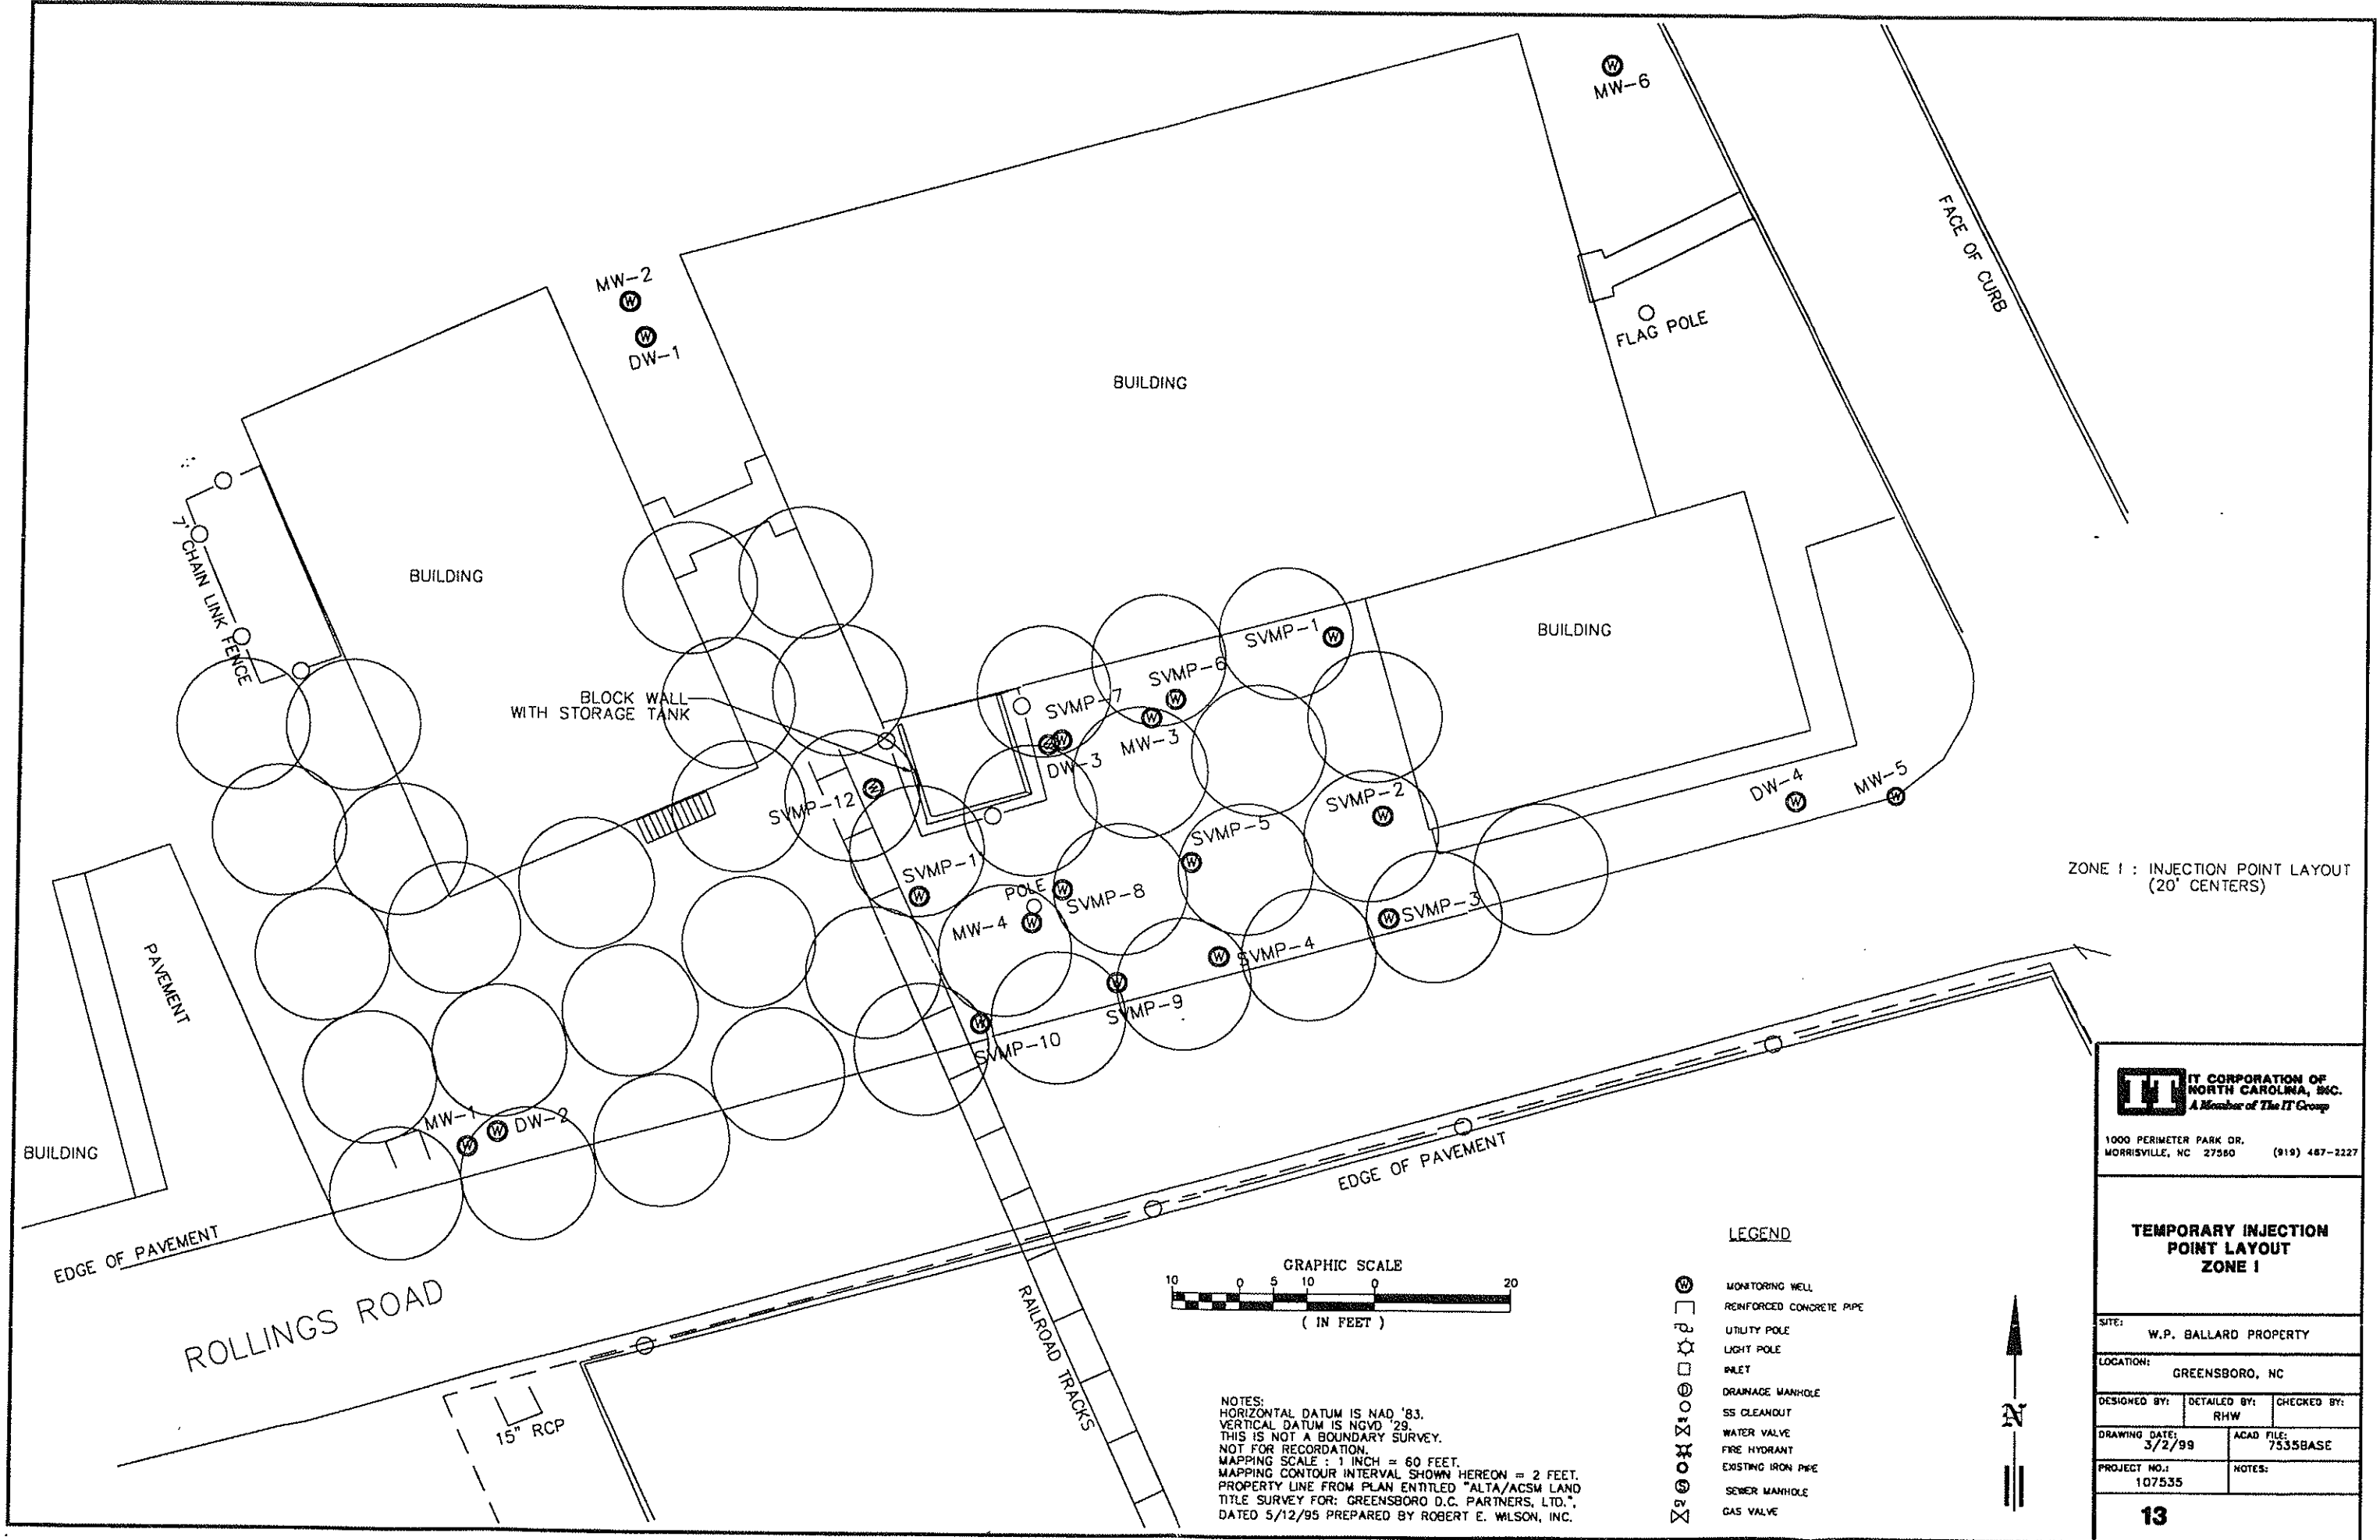 MW-6
FACE OF CURB
MW-2
DW-1
FLAG POLE
BUILDING
BUILDING
7' CHAIN LINK FENCE
BUILDING
SVMP-1
SVMP-6
SVMP-7
MW-3
DW-3
BLOCK WALL
WITH STORAGE TANK
SVMP-12
SVMP-2
SVMP-5
DW-4
MW-5
SVMP-11
POLE
SVMP-8
MW-4
SVMP-3
SVMP-4
SVMP-9
SVMP-10
ZONE I : INJECTION POINT LAYOUT
(20' CENTERS)
PAVEMENT
BUILDING
MW-1
DW-2
EDGE OF PAVEMENT
EDGE OF PAVEMENT
ROLLINGS ROAD
RAILROAD TRACKS
15" RCP
GRAPHIC SCALE
10 0 5 10 0 20
( IN FEET )
NOTES:
HORIZONTAL DATUM IS NAD '83.
VERTICAL DATUM IS NGVD '29.
THIS IS NOT A BOUNDARY SURVEY.
NOT FOR RECORDATION.
MAPPING SCALE : 1 INCH = 60 FEET.
MAPPING CONTOUR INTERVAL SHOWN HEREON = 2 FEET.
PROPERTY LINE FROM PLAN ENTITLED "ALTA/ACSM LAND
TITLE SURVEY FOR: GREENSBORO D.C. PARTNERS, LTD.",
DATED 5/12/95 PREPARED BY ROBERT E. WILSON, INC.
LEGEND
MONITORING WELL
REINFORCED CONCRETE PIPE
UTILITY POLE
LIGHT POLE
INLET
DRAINAGE MANHOLE
SS CLEANOUT
WATER VALVE
FIRE HYDRANT
EXISTING IRON PIPE
SEWER MANHOLE
GAS VALVE
N
IT
IT CORPORATION OF
NORTH CAROLINA, INC.
A Member of The IT Group
1000 PERIMETER PARK DR.
MORRISVILLE, NC 27560 (919) 467-2227
TEMPORARY INJECTION
POINT LAYOUT
ZONE I
SITE:
W.P. BALLARD PROPERTY
LOCATION:
GREENSBORO, NC
DESIGNED BY: DETAILED BY: CHECKED BY:
RHW
DRAWING DATE: ACAD FILE:
3/2/99 7535BASE
PROJECT NO.: NOTES:
107535
13